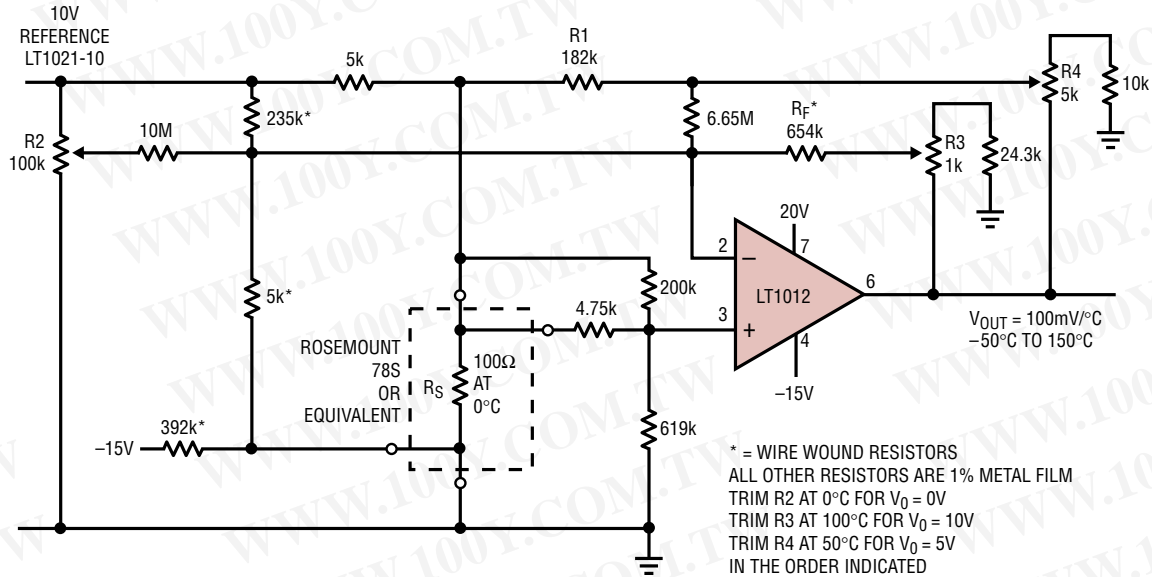 10V
REFERENCE
LT1021-10
5k
R1
182k
R4
5k
10k
235k*
6.65M
RF*
654k
R3
1k
24.3k
R2
100k
10M
20V
2
7
–
5k*
200k
LT1012
6
4.75k
3
+
4
VOUT = 100mV/°C
–50°C TO 150°C
ROSEMOUNT
78S
OR
EQUIVALENT
RS
100Ω
AT
0°C
–15V
–15V
392k*
619k
* = WIRE WOUND RESISTORS
ALL OTHER RESISTORS ARE 1% METAL FILM
TRIM R2 AT 0°C FOR V0 = 0V
TRIM R3 AT 100°C FOR V0 = 10V
TRIM R4 AT 50°C FOR V0 = 5V
IN THE ORDER INDICATED
WWW.100Y.COM.TW